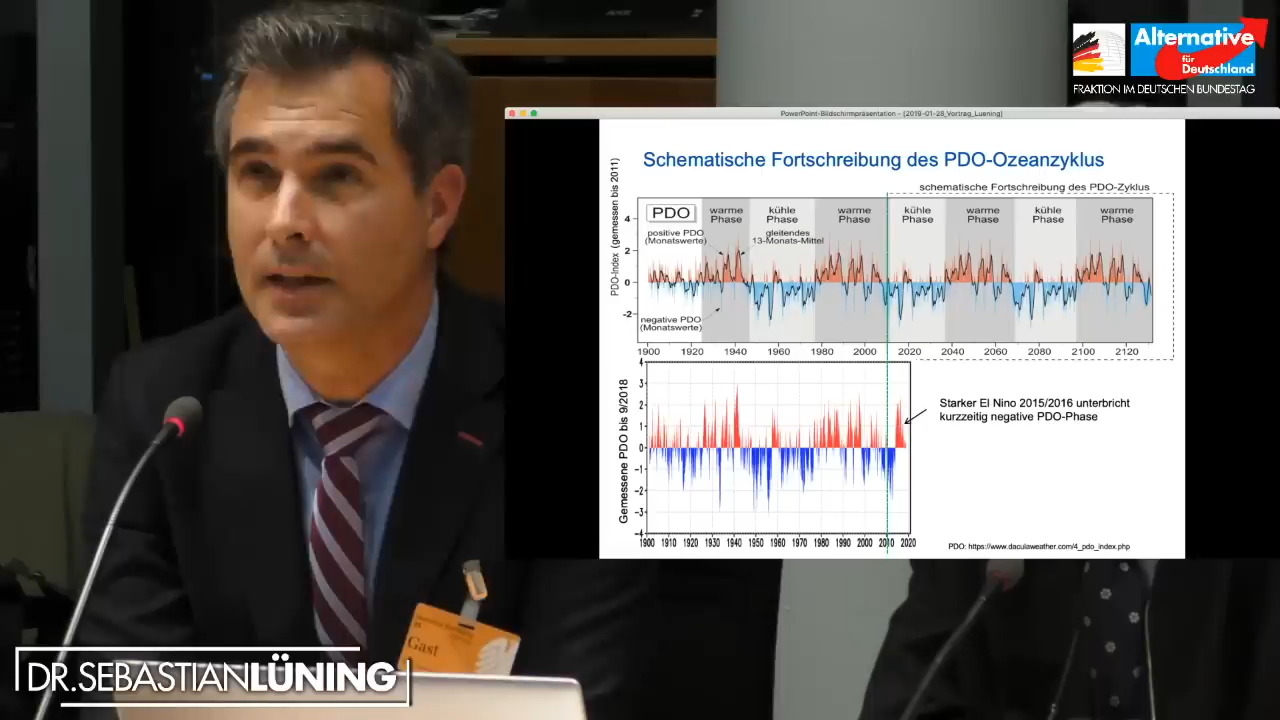 Alternative
für
Deutschland
FRAKTION IM DEUTSCHEN BUNDESTAG
PowerPoint-Bildschirmpräsentation - [2019-01-28_Vortrag_Luening]
Schematische Fortschreibung des PDO-Ozeanzyklus
schematische Fortschreibung des PDO-Zyklus
PDO-Index (gemessen bis 2011)
PDO
warme
Phase
kühle
Phase
warme
Phase
kühle
Phase
warme
Phase
kühle
Phase
warme
Phase
positive PDO
(Monatswerte)
gleitendes
13-Monats-Mittel
negative PDO
(Monatswerte)
4
2
0
-2
1900 1920 1940 1960 1980 2000 2020 2040 2060 2080 2100 2120
Gemessene PDO bis 9/2018
4
3
2
1
0
-1
-2
-3
-4
1900 1910 1920 1930 1940 1950 1960 1970 1980 1990 2000 2010 2020
Starker El Nino 2015/2016 unterbricht
kurzzeitig negative PDO-Phase
PDO: https://www.daculaweather.com/4_pdo_index.php
Gast
DR.SEBASTIANLÜNING